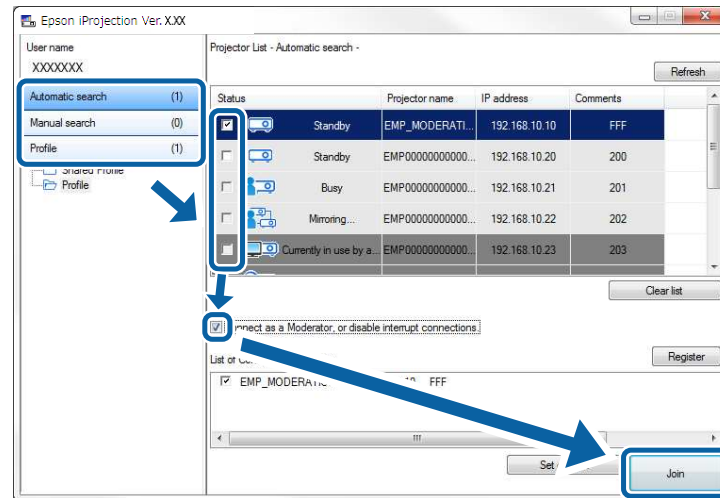 Epson iProjection Ver. X.XX
User name
XXXXXXX
Projector List - Automatic search -
Refresh
Automatic search (1)
Manual search (0)
Profile (1)
Shared Profile
Profile
Status Projector name IP address Comments
Standby EMP_MODERATI... 192.168.10.10 FFF
Standby EMP00000000000... 192.168.10.20 200
Busy EMP00000000000... 192.168.10.21 201
Mirroring... EMP00000000000... 192.168.10.22 202
Currently in use by a... EMP00000000000... 192.168.10.23 203
Clear list
as a Moderator, or disable interrupt connections.
List of
Register
FFF
Set
Join